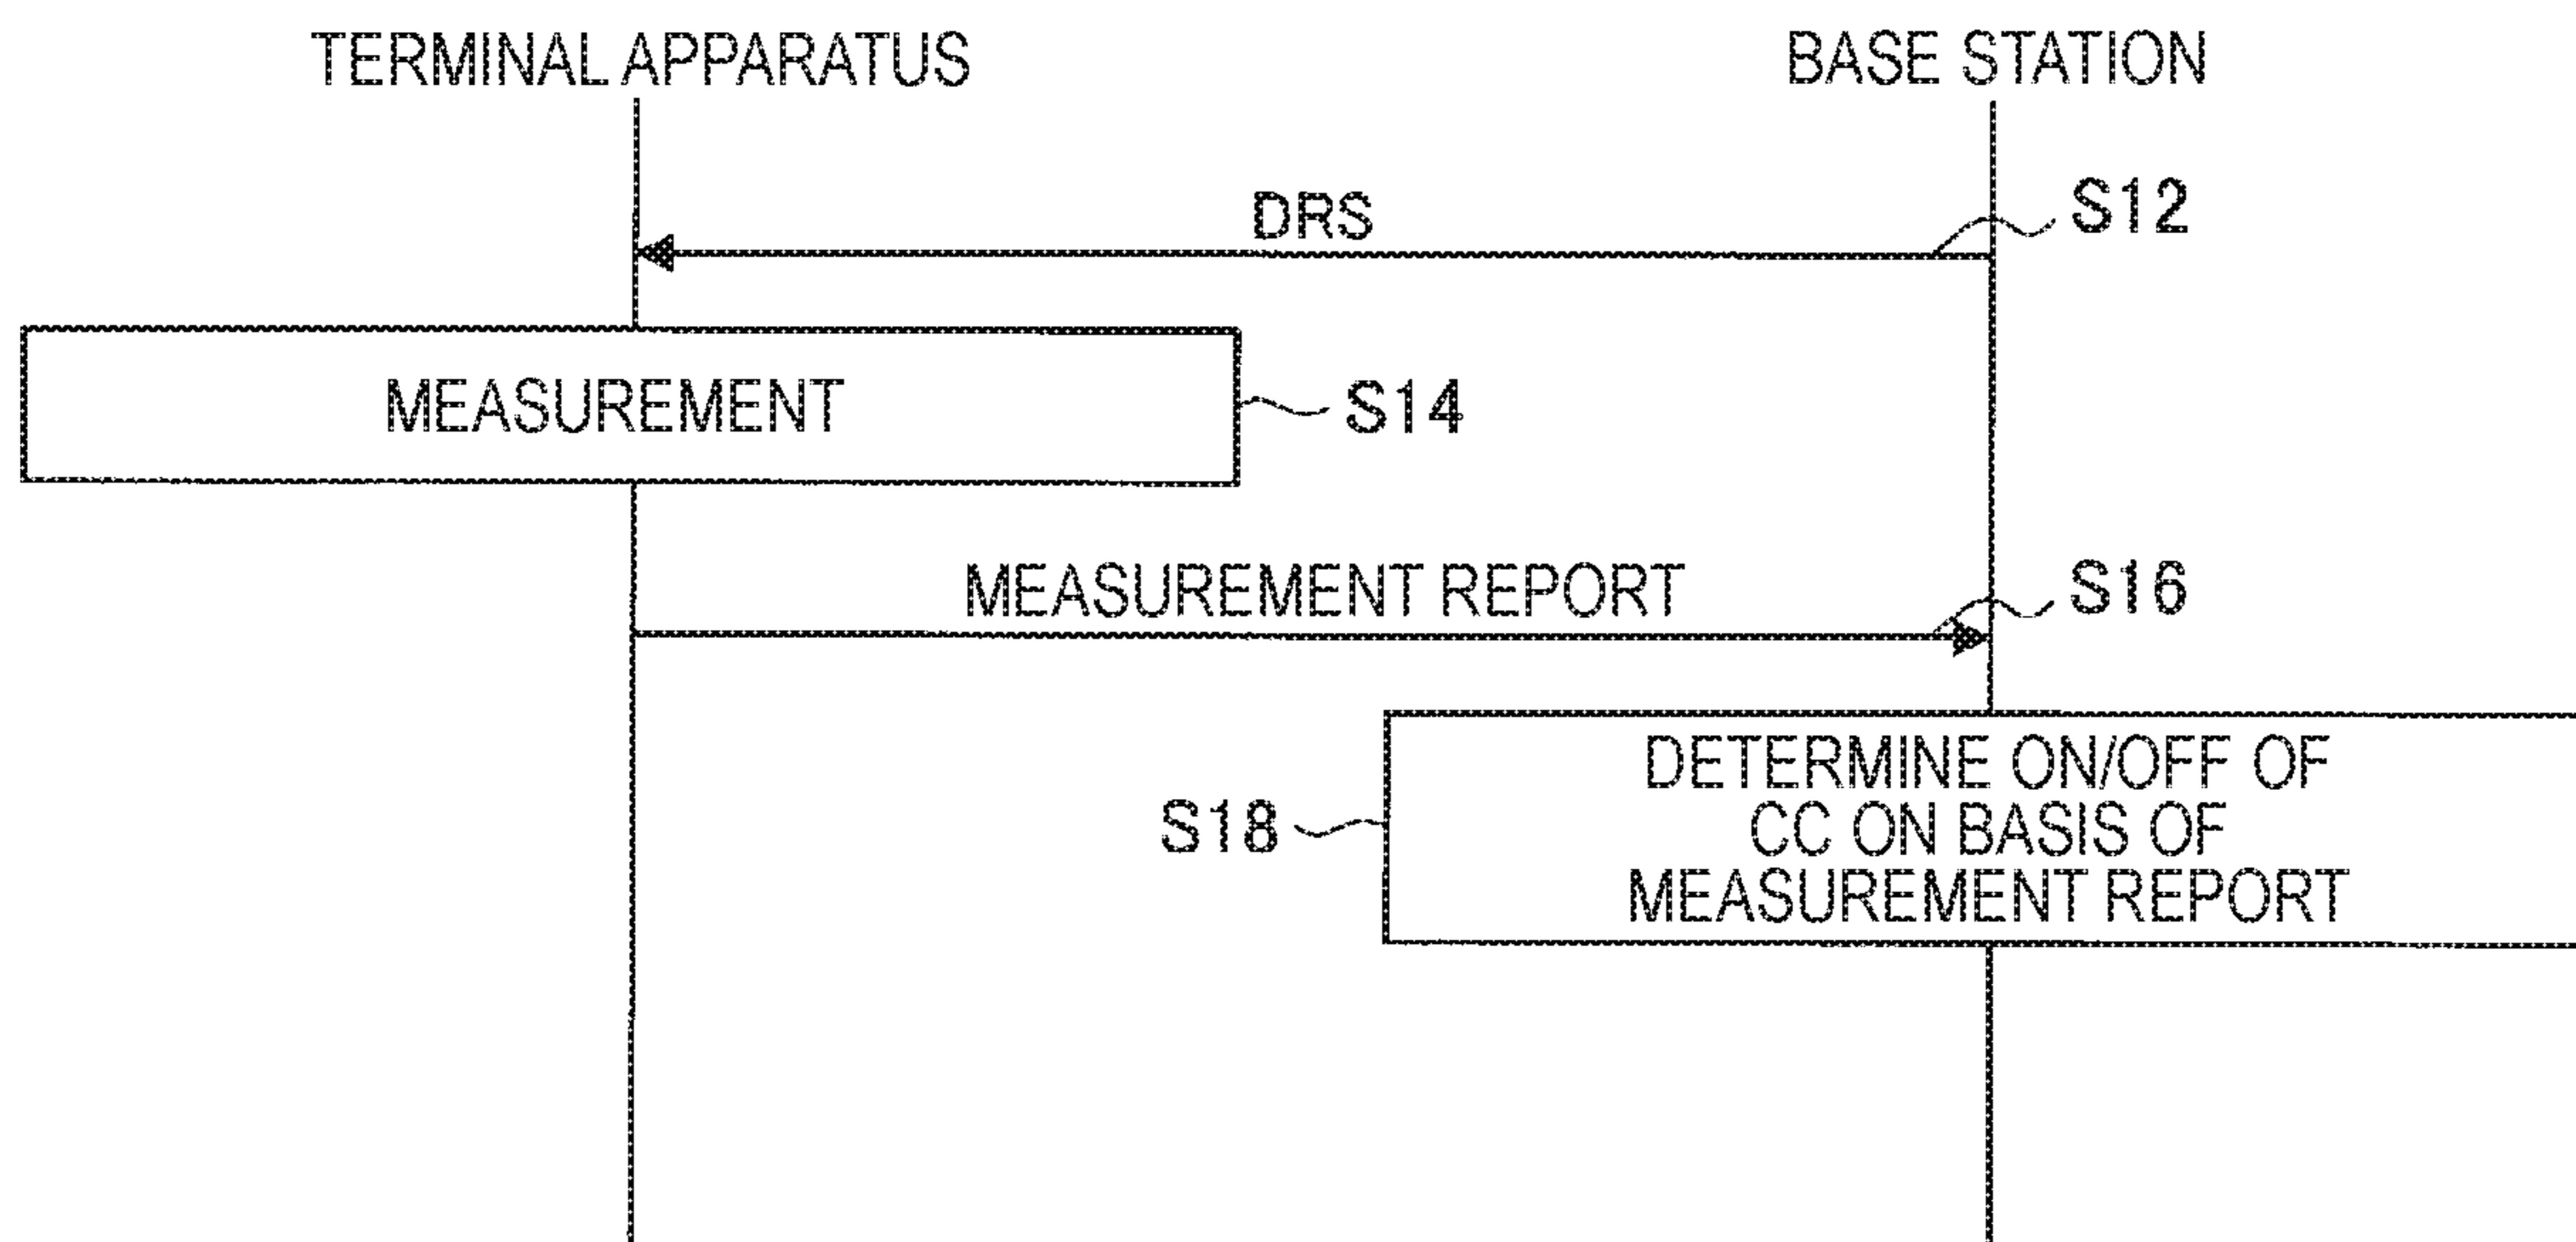 TERMINAL APPARATUS
BASE STATION
DRS
S12
MEASUREMENT
S14
MEASUREMENT REPORT
S16
DETERMINE ON/OFF OF
CC ON BASIS OF
MEASUREMENT REPORT
S18